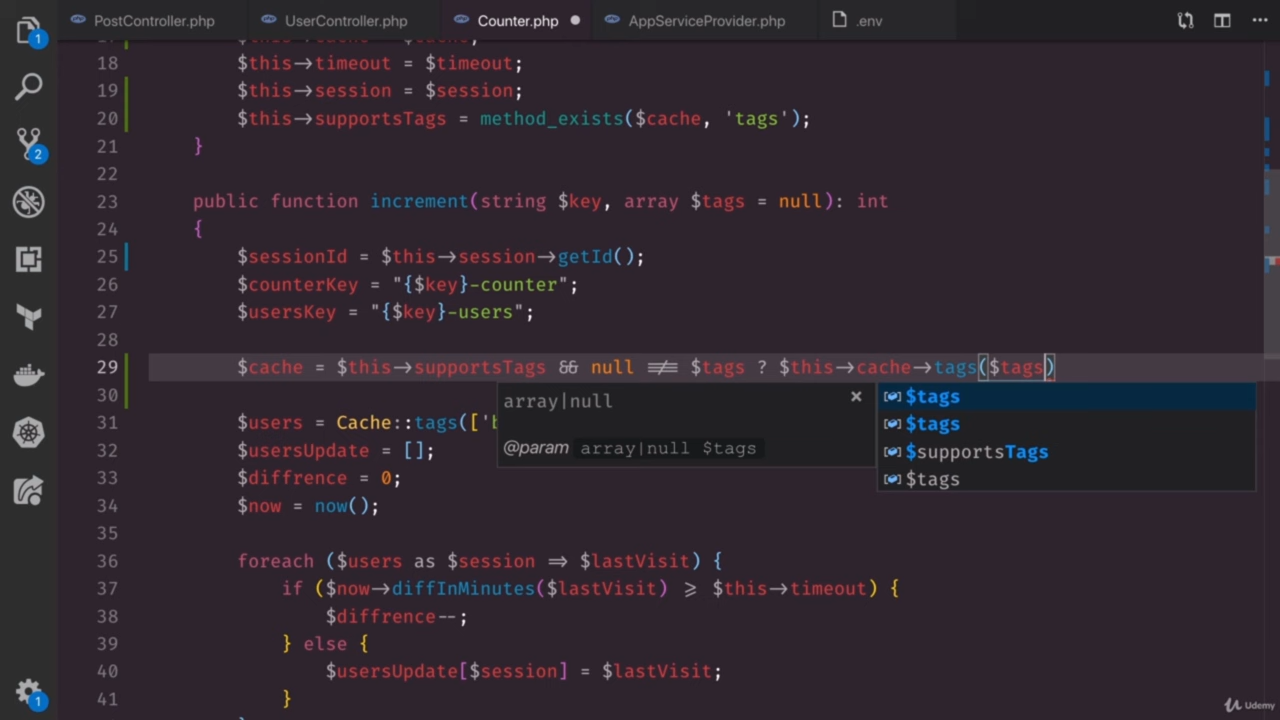 PostController.php UserController.php Counter.php AppServiceProvider.php .env
18 $this->timeout = $timeout;
19 $this->session = $session;
20 $this->supportsTags = method_exists($cache, 'tags');
21 }
22
23 public function increment(string $key, array $tags = null): int
24 {
25 $sessionId = $this->session->getId();
26 $counterKey = "{$key}-counter";
27 $usersKey = "{$key}-users";
28
29 $cache = $this->supportsTags && null !== $tags ? $this->cache->tags($tags)
30
array|null
@param array|null $tags
$tags
$tags
$supportsTags
$tags
31 $users = Cache::tags(['b
32 $usersUpdate = [];
33 $diffrence = 0;
34 $now = now();
35
36 foreach ($users as $session => $lastVisit) {
37 if ($now->diffInMinutes($lastVisit) >= $this->timeout) {
38 $diffrence--;
39 } else {
40 $usersUpdate[$session] = $lastVisit;
41 }
1
2
1
Udemy